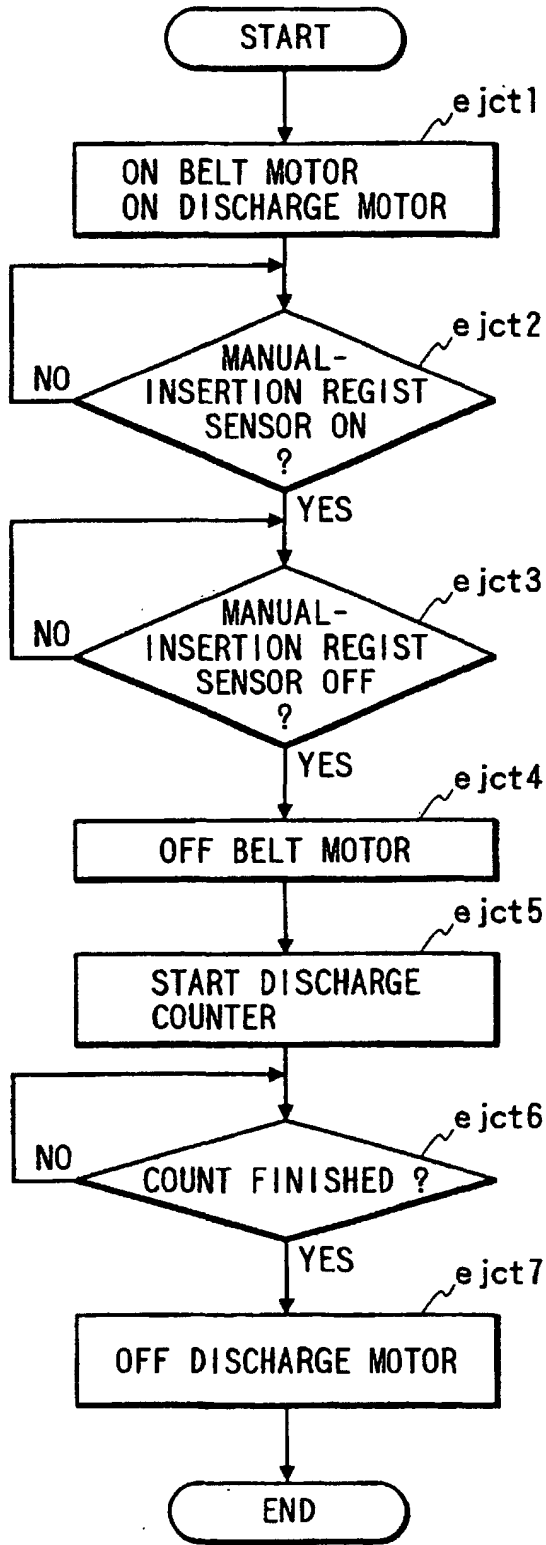 START
ejct1
ON BELT MOTOR
ON DISCHARGE MOTOR
ejct2
MANUAL-
INSERTION REGIST
SENSOR ON
?
NO
YES
ejct3
MANUAL-
INSERTION REGIST
SENSOR OFF
?
NO
YES
ejct4
OFF BELT MOTOR
ejct5
START DISCHARGE
COUNTER
ejct6
COUNT FINISHED ?
NO
YES
ejct7
OFF DISCHARGE MOTOR
END